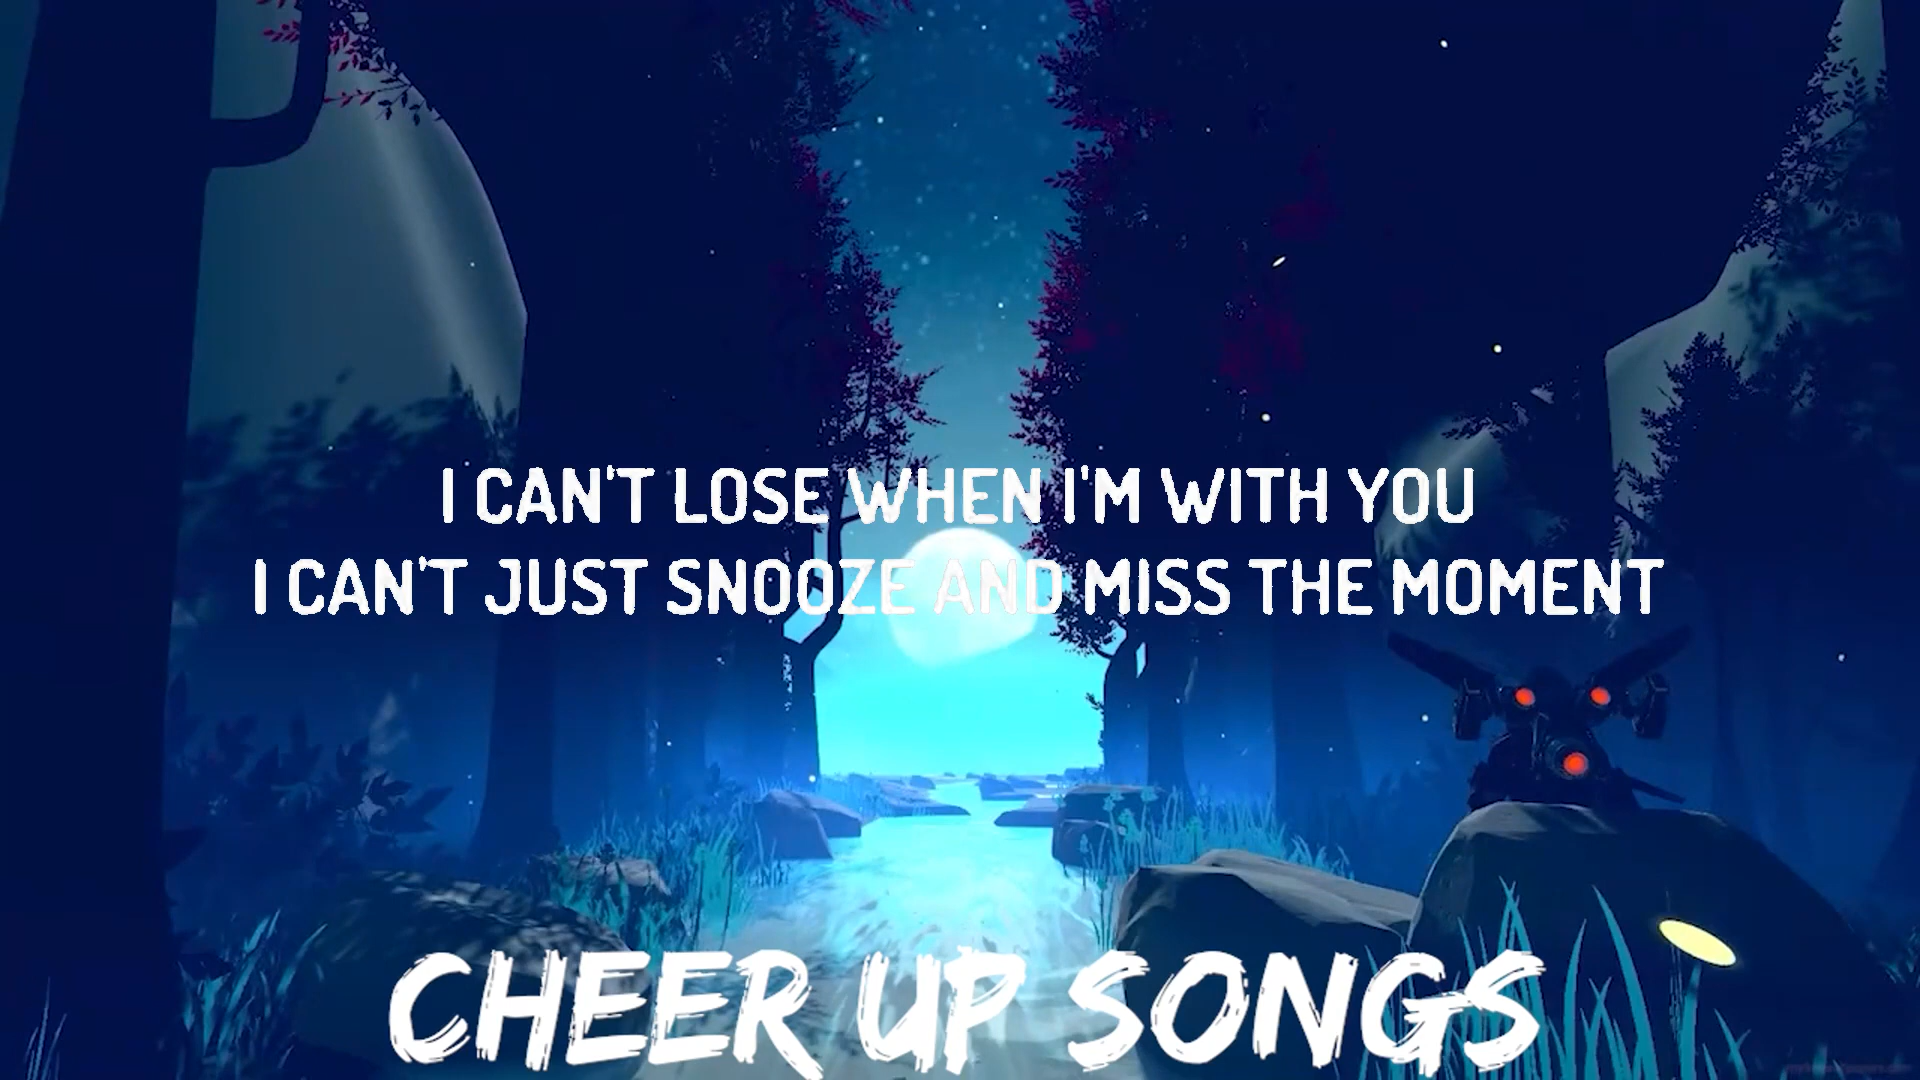 I CAN'T LOSE WHEN I'M WITH YOU
I CAN'T JUST SNOOZE AND MISS THE MOMENT
CHEER UP SONGS